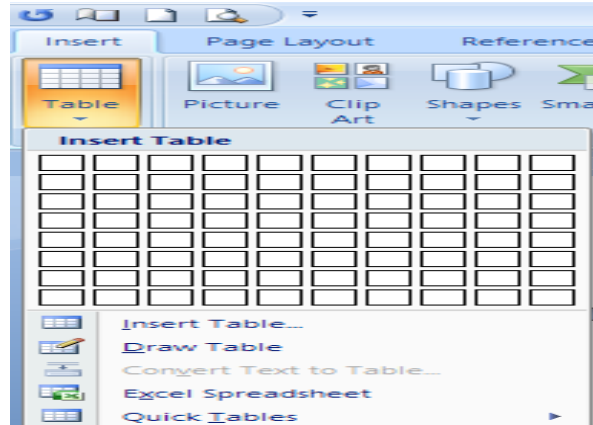 Insert Page Layout Reference
Table Picture Clip Art Shapes Sma
Insert Table
Insert Table...
Draw Table
Convert Text to Table...
Excel Spreadsheet
Quick Tables